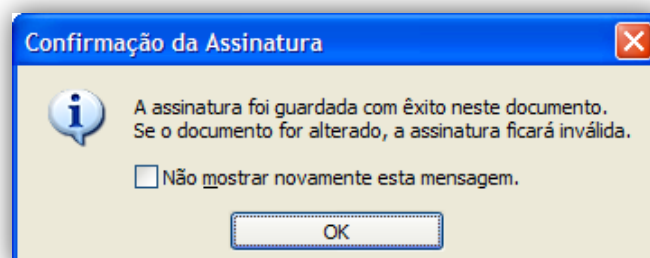 Confirmação da Assinatura
A assinatura foi guardada com êxito neste documento.
Se o documento for alterado, a assinatura ficará inválida.
Não mostrar novamente esta mensagem.
OK